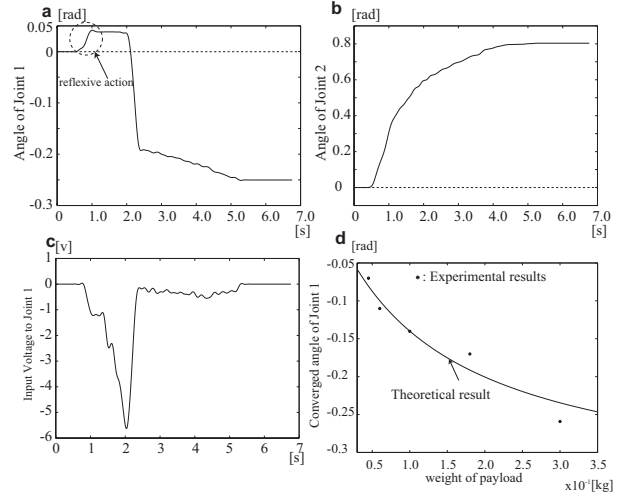 a [rad]
0.05
0
-0.1
-0.2
-0.3
Angle of Joint 1
reflexive action
0 1.0 2.0 3.0 4.0 5.0 6.0 7.0
[s]
b [rad]
0.8
0.6
0.4
0.2
0
Angle of Joint 2
0 1.0 2.0 3.0 4.0 5.0 6.0 7.0
[s]
c [v]
1
0
-1
-2
-3
-4
-5
-6
Input Voltage to Joint 1
0 1 2 3 4 5 6 7
[s]
d
[rad]
-0.05
-0.1
-0.15
-0.2
-0.25
-0.3
Converged angle of Joint 1
: Experimental results
Theoretical result
0.5 1.0 1.5 2.0 2.5 3.0 3.5
weight of payload
x10⁻¹[kg]